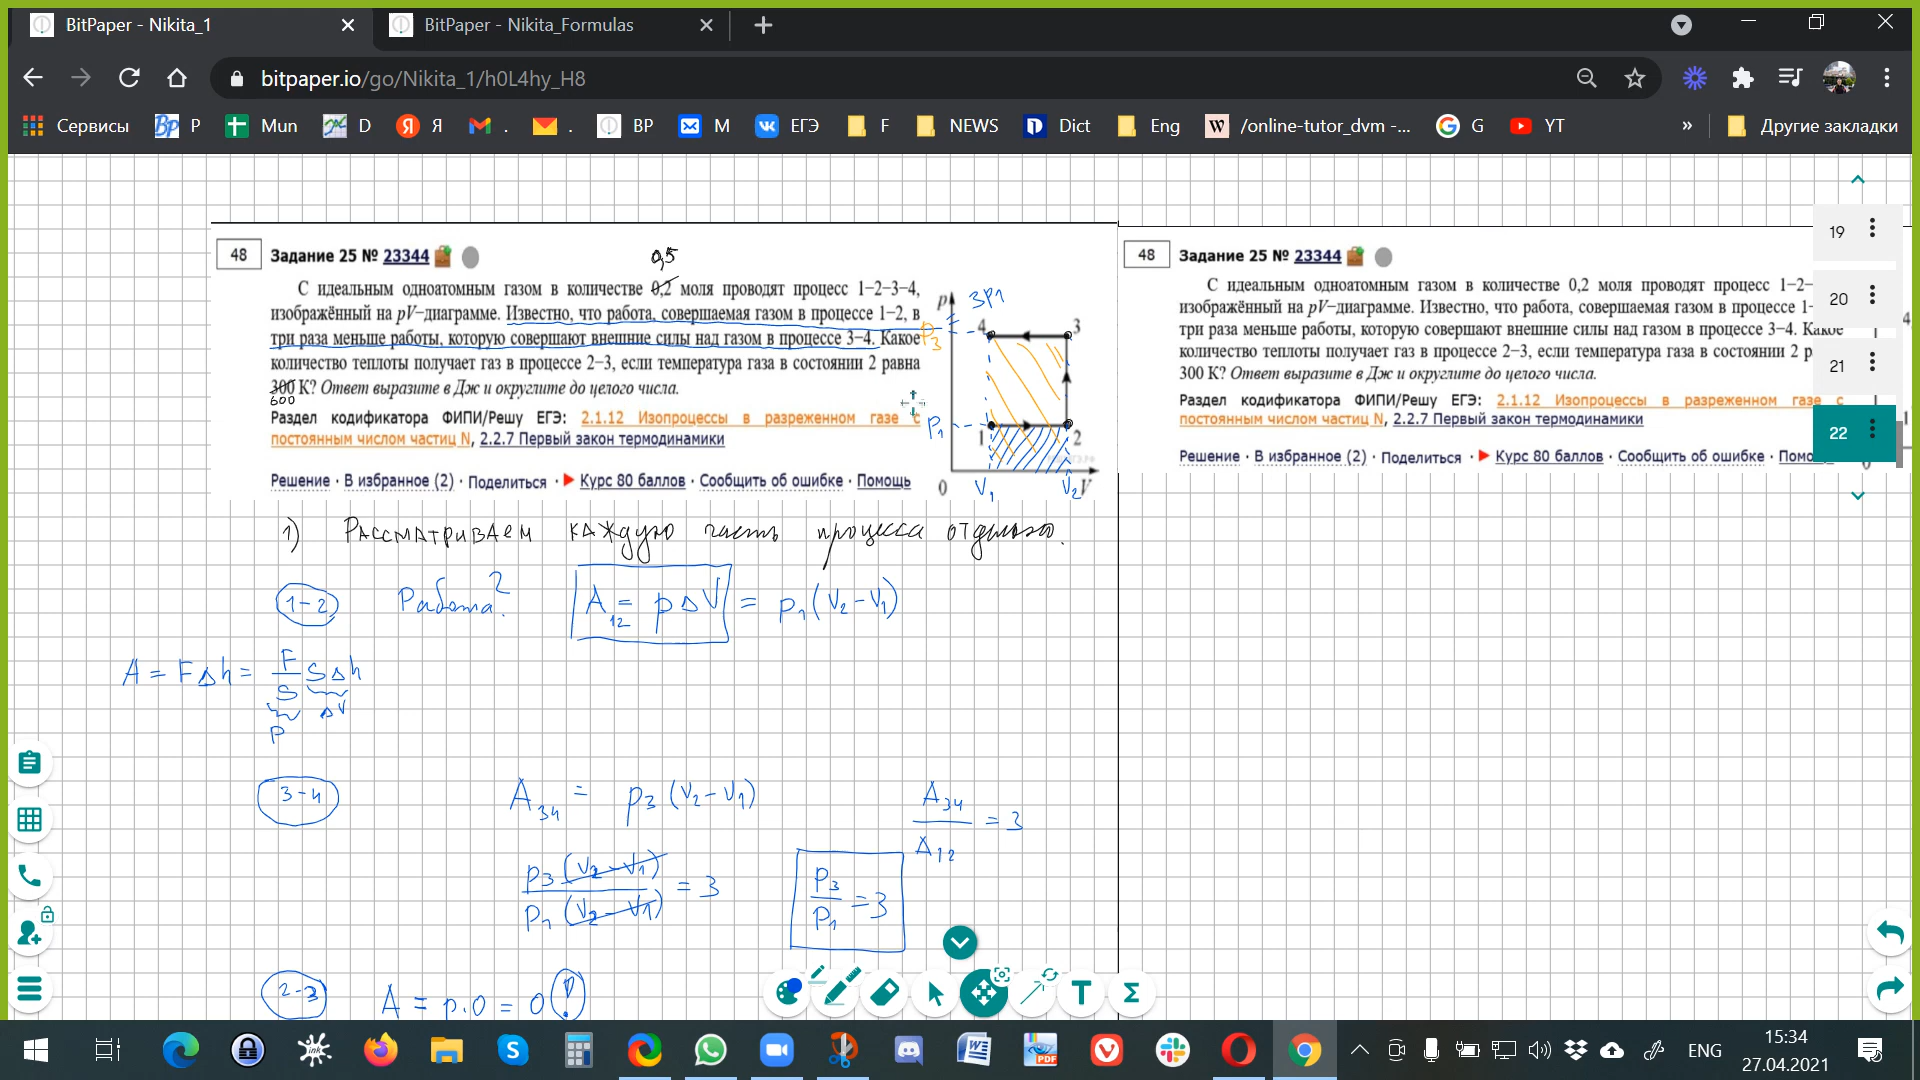 BitPaper - Nikita_1
BitPaper - Nikita_Formulas
bitpaper.io/go/Nikita_1/h0L4hy_H8
Сервисы
P
Mun
D
Я
.
.
BP
M
ЕГЭ
F
NEWS
Dict
Eng
/online-tutor_dvm -...
G
YT
»
Другие закладки
48
Задание 25 № 23344
0,5
С идеальным одноатомным газом в количестве 0,2 моля проводят процесс 1−2−3−4,
изображённый на pV−диаграмме. Известно, что работа, совершаемая газом в процессе 1−2, в
три раза меньше работы, которую совершают внешние силы над газом в процессе 3−4. Какое
количество теплоты получает газ в процессе 2−3, если температура газа в состоянии 2 равна
300 К? Ответ выразите в Дж и округлите до целого числа.
600
Раздел кодификатора ФИПИ/Решу ЕГЭ: 2.1.12 Изопроцессы в разреженном газе с
постоянным числом частиц N, 2.2.7 Первый закон термодинамики
Решение · В избранное (2) · Поделиться · Курс 80 баллов · Сообщить об ошибке · Помощь
p
3P1
4
3
P3
P1
1
2
0
V1
V2
V
48
Задание 25 № 23344
С идеальным одноатомным газом в количестве 0,2 моля проводят процесс 1−2−
изображённый на pV−диаграмме. Известно, что работа, совершаемая газом в процессе 1-
три раза меньше работы, которую совершают внешние силы над газом в процессе 3−4. Какое
количество теплоты получает газ в процессе 2−3, если температура газа в состоянии 2 р
300 К? Ответ выразите в Дж и округлите до целого числа.
Раздел кодификатора ФИПИ/Решу ЕГЭ: 2.1.12 Изопроцессы в разреженном газе с
постоянным числом частиц N, 2.2.7 Первый закон термодинамики
Решение · В избранное (2) · Поделиться · Курс 80 баллов · Сообщить об ошибке · Помо
19
20
21
22
1) Рассматриваем каждую часть процесса отдельно.
1-2 Работа? A12 = pΔV = p1(V2-V1)
A = FΔh = F/S SΔh
P ΔV
3-4 A34 = p3(V2-V1) A34/A12 = 3
p3(V2-V1)/p1(V2-V1) = 3 P3/P1 = 3
2-3 A = p.0 = 0 !
T
Σ
ENG
15:34
27.04.2021